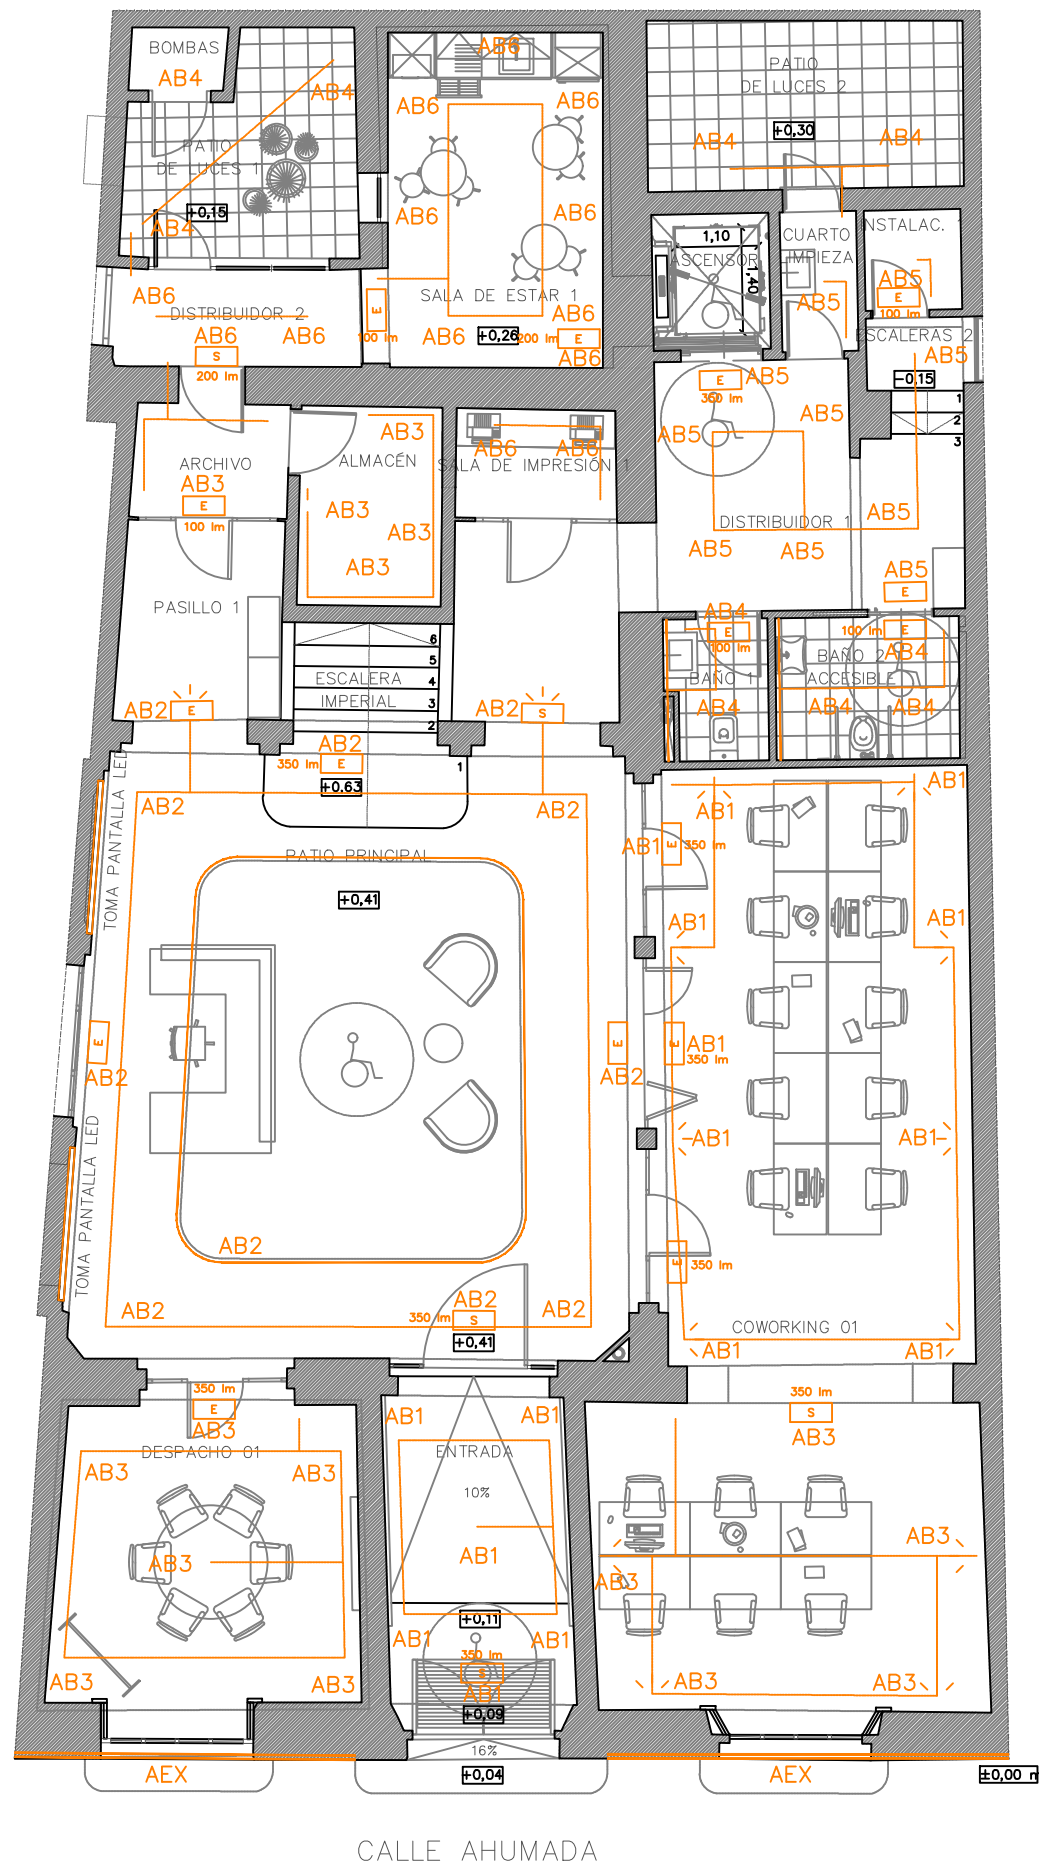 BOMBAS
AB4
AB6
PATIO
DE LUCES 2
AB4
AB6
AB6
+0,30
AB4
AB4
PATIO
DE LUCES 1
+0,15
AB4
AB6
AB6
1,10
ASCENSOR
1,40
CUARTO
LIMPIEZA
INSTALAC. 1
AB5
AB5
E
100 lm
AB6
SALA DE ESTAR 1
DISTRIBUIDOR 2
E
100 lm
AB6
AB6
AB6
AB6
+0,26
200 lm
E
AB6
S
200 lm
ESCALERAS 2
AB5
-0,15
E
350 lm
AB5
1
2
3
AB3
AB5
AB5
ARCHIVO
ALMACÉN
AB6
AB6
SALA DE IMPRESIÓN 1
AB3
E
100 lm
AB3
AB3
AB3
DISTRIBUIDOR 1
AB5
AB5
AB5
AB5
E
PASILLO 1
AB4
E
100 lm
100 lm
E
AB4
6
5
4
3
2
1
ESCALERA
IMPERIAL
BAÑO 1
BAÑO 2
ACCESIBLE
AB4
AB4
AB4
AB2
E
AB2
S
AB2
350 lm
E
+0,63
AB2
AB2
TOMA PANTALLA LED
AB1
AB1
PATIO PRINCIPAL
AB1
E
350 lm
+0,41
AB1
AB1
E
AB2
E
AB2
E
AB1
350 lm
TOMA PANTALLA LED
AB1
AB1
AB2
E
350 lm
AB2
AB2
350 lm
S
AB2
+0,41
COWORKING 01
AB1
AB1
350 lm
E
AB3
350 lm
S
AB3
AB1
AB1
DESPACHO 01
ENTRADA
AB3
AB3
10%
AB3
AB1
AB3
AB3
+0,11
AB1
AB1
350 lm
S
AB1
AB3
AB3
AB3
AB3
+0,09
16%
+0,04
AEX
AEX
±0,00 m
CALLE AHUMADA